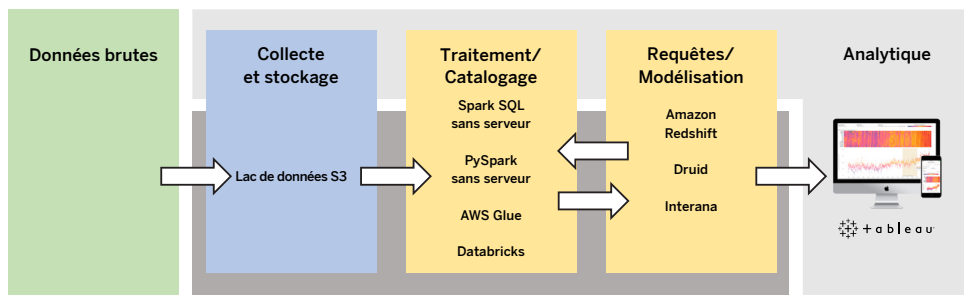 Données brutes
Collecte
et stockage
Lac de données S3
Traitement/
Catalogage
Spark SQL
sans serveur
PySpark
sans serveur
AWS Glue
Databricks
Requêtes/
Modélisation
Amazon
Redshift
Druid
Interana
Analytique
+ a b l e a u